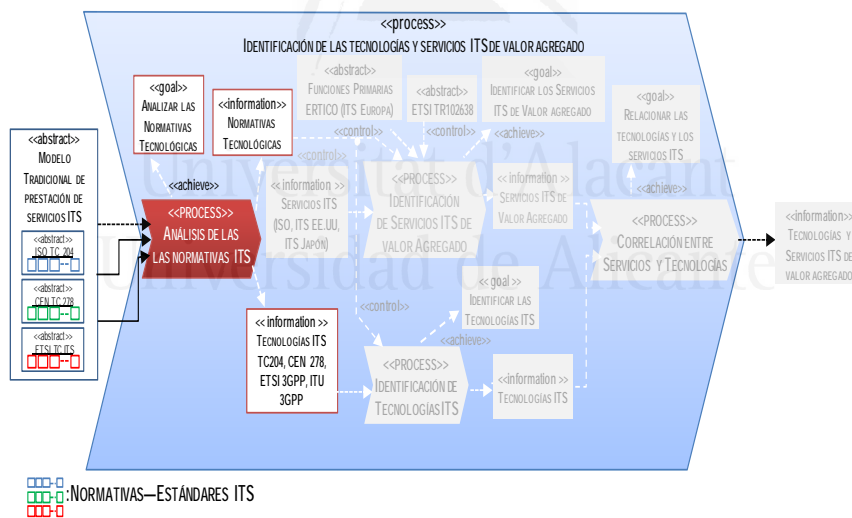 <<process>>
IDENTIFICACIÓN DE LAS TECNOLOGÍAS Y SERVICIOS ITS DE VALOR AGREGADO
<<goal>>
ANALIZAR LAS
NORMATIVAS
TECNOLÓGICAS
<<information>>
NORMATIVAS
TECNOLÓGICAS
<<abstract>>
FUNCIONES PRIMARIAS
ERTICO (ITS EUROPA)
<<abstract>>
ETSI TR102638
<<goal>>
IDENTIFICAR LOS SERVICIOS
ITS DE VALOR AGREGADO
<<goal>>
RELACIONAR LAS
TECNOLOGÍAS Y LOS
SERVICIOS ITS
<<control>>
<<achieve>>
<<control>>
<<abstract>>
MODELO
TRADICIONAL DE
PRESTACIÓN DE
SERVICIOS ITS
<<abstract>>
ISO TC 204
<<abstract>>
CEN TC 278
<<abstract>>
ETSI TC ITS
<<achieve>>
<<PROCESS>>
ANÁLISIS DE LAS
LAS NORMATIVAS ITS
<<information >>
SERVICIOS ITS
(ISO, ITS EE.UU,
ITS JAPÓN)
<<PROCESS>>
IDENTIFICACIÓN
DE SERVICIOS ITS DE
VALOR AGREGADO
<< information >>
SERVICIOS ITS DE
VALOR AGREGADO
<<achieve>>
<<PROCESS>>
CORRELACIÓN ENTRE
SERVICIOS Y TECNOLOGÍAS
<<information>>
TECNOLOGÍAS Y
SERVICIOS ITS DE
VALOR AGREGADO
Universitat d'Alacant
Universidad de Alicante
<< information >>
TECNOLOGÍAS ITS
TC204, CEN 278,
ETSI 3GPP, ITU
3GPP
<<control>>
<< goal >>
IDENTIFICAR LAS
TECNOLOGÍAS ITS
<<achieve>>
<<PROCESS>>
IDENTIFICACIÓN DE
TECNOLOGÍAS ITS
<<information >>
TECNOLOGÍAS ITS
:NORMATIVAS—ESTÁNDARES ITS